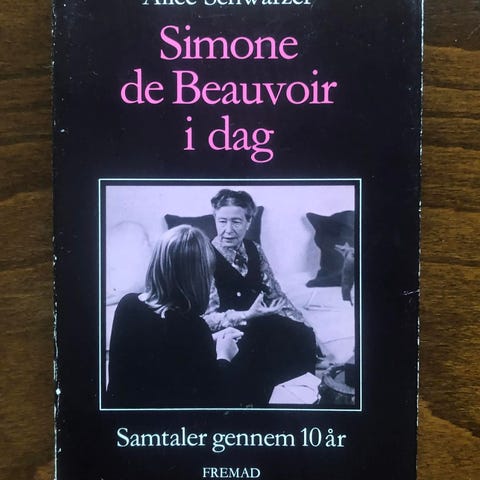 Alice Schwarzer
Simone
de Beauvoir
i dag
Samtaler gennem 10 år
FREMAD